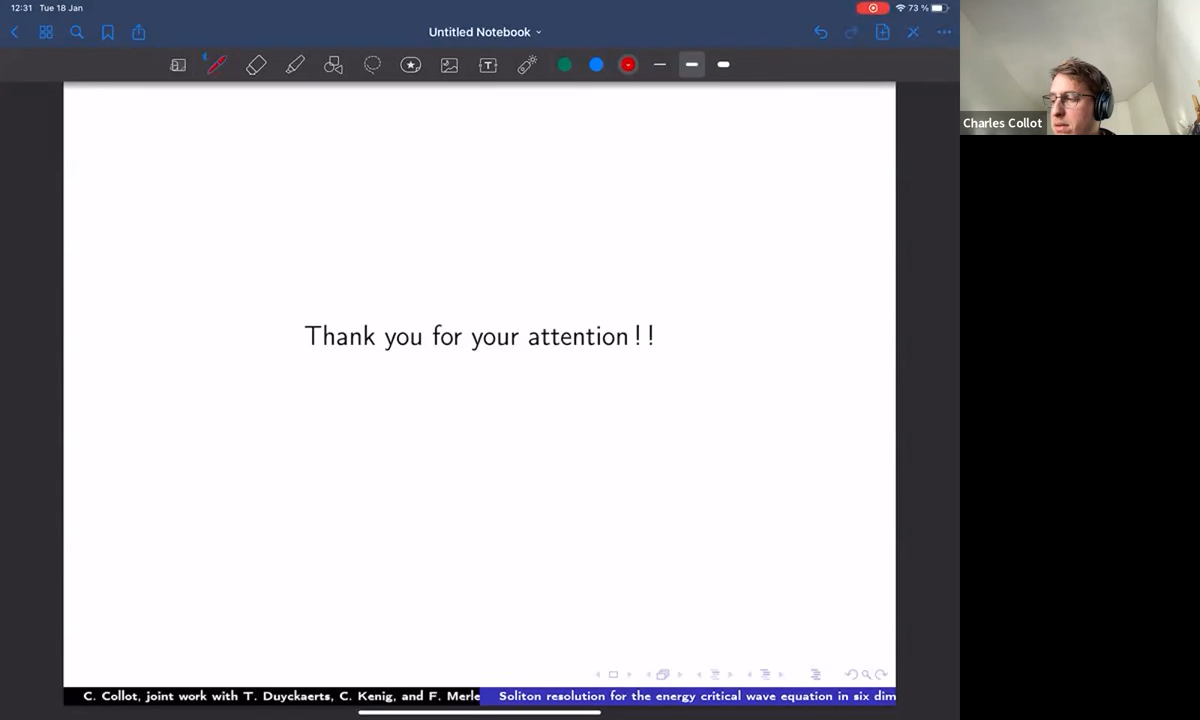 12:31 Tue 18 Jan
73 %
Untitled Notebook
T
Charles Collot
Thank you for your attention!!
C. Collot, joint work with T. Duyckaerts, C. Kenig, and F. Merle
Soliton resolution for the energy critical wave equation in six dim